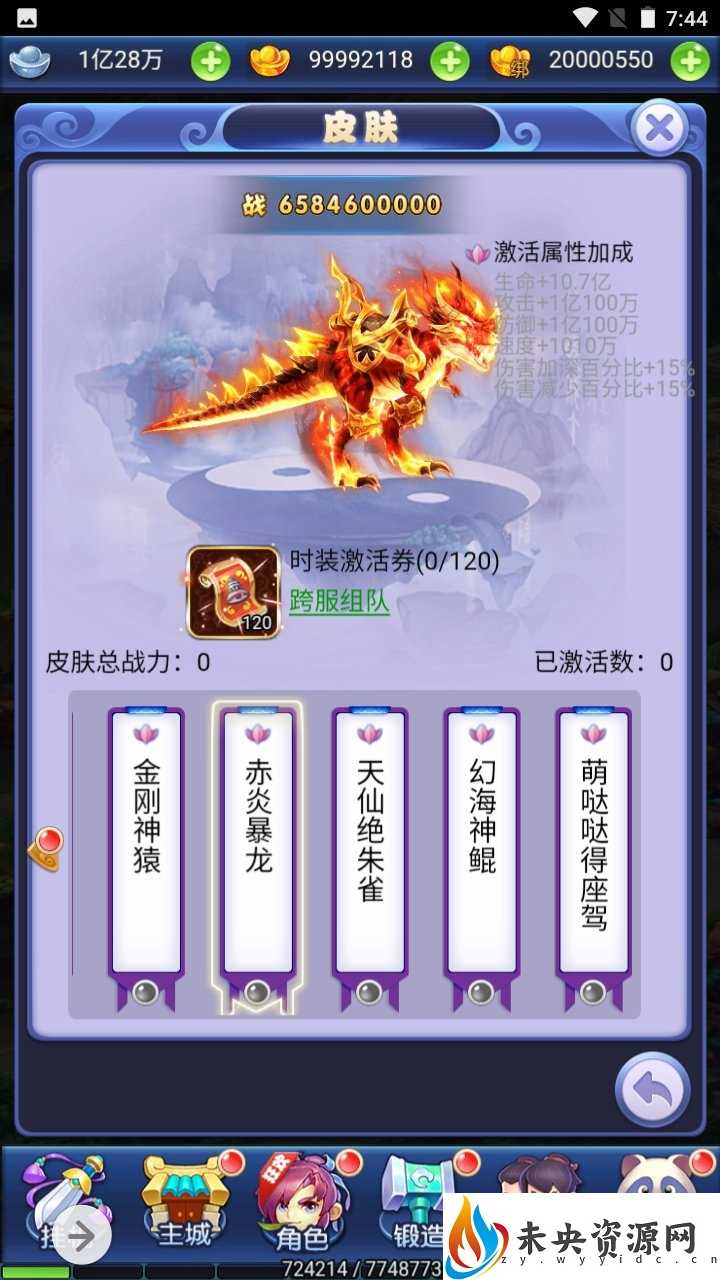 7:44
1亿28万 99992118 绑 20000550
皮肤
战 6584600000
激活属性加成
生命+10.7亿
攻击+1亿100万
防御+1亿100万
速度+1010万
伤害加深百分比+15%
伤害减少百分比+15%
时装激活券(0/120)
120
跨服组队
皮肤总战力：0 已激活数：0
金刚神猿
赤炎暴龙
天仙绝朱雀
幻海神鲲
萌哒哒得座驾
主城 角色 锻造
724214/7748773
未央资源网
zy.wyyidc.cn